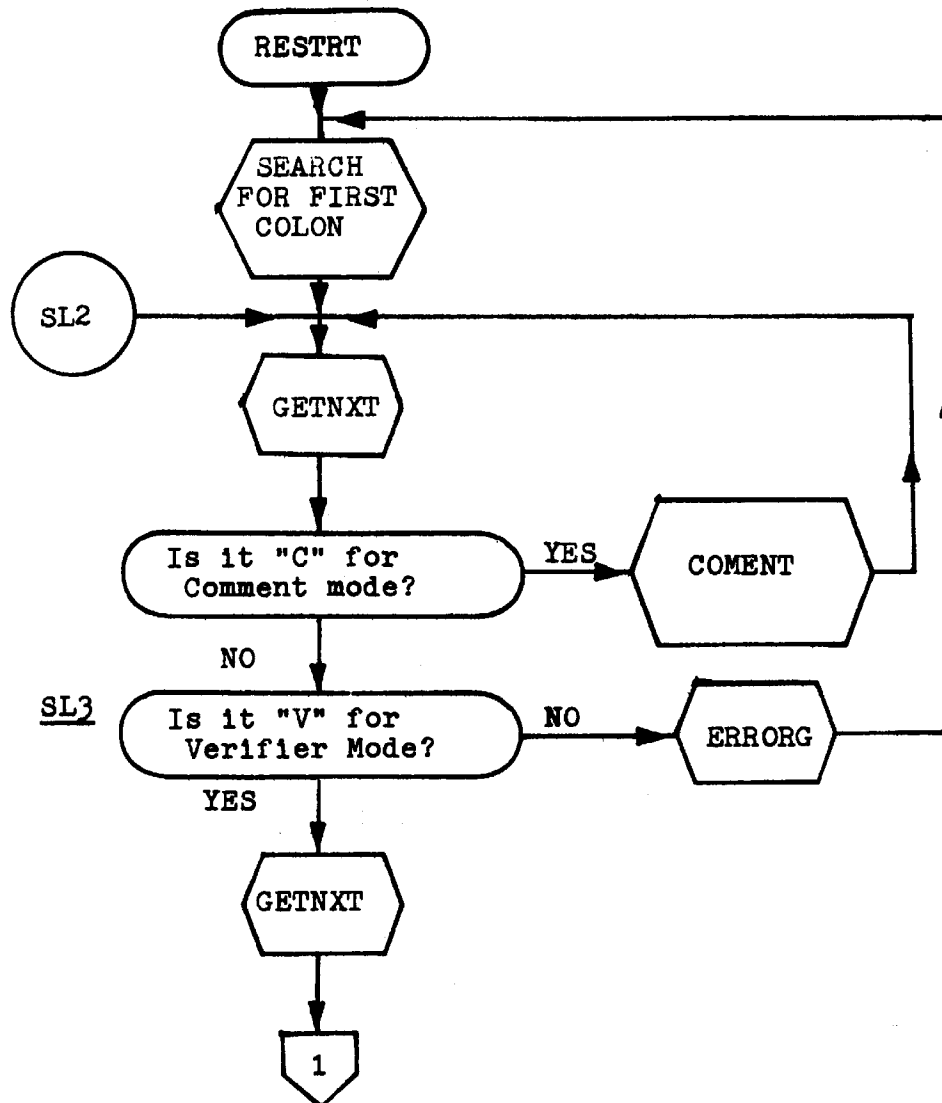 RESTRT
SEARCH
FOR FIRST
COLON
SL2
GETNXT
Is it "C" for
Comment mode?
YES
COMENT
NO
SL3
Is it "V" for
Verifier Mode?
NO
ERRORG
YES
GETNXT
1